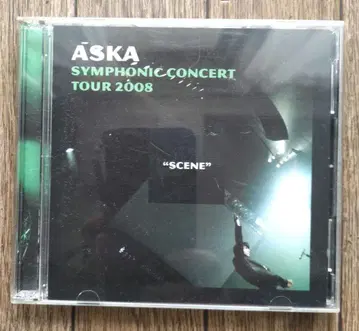 ASKA
SYMPHONIC CONCERT
TOUR 2008
"SCENE"